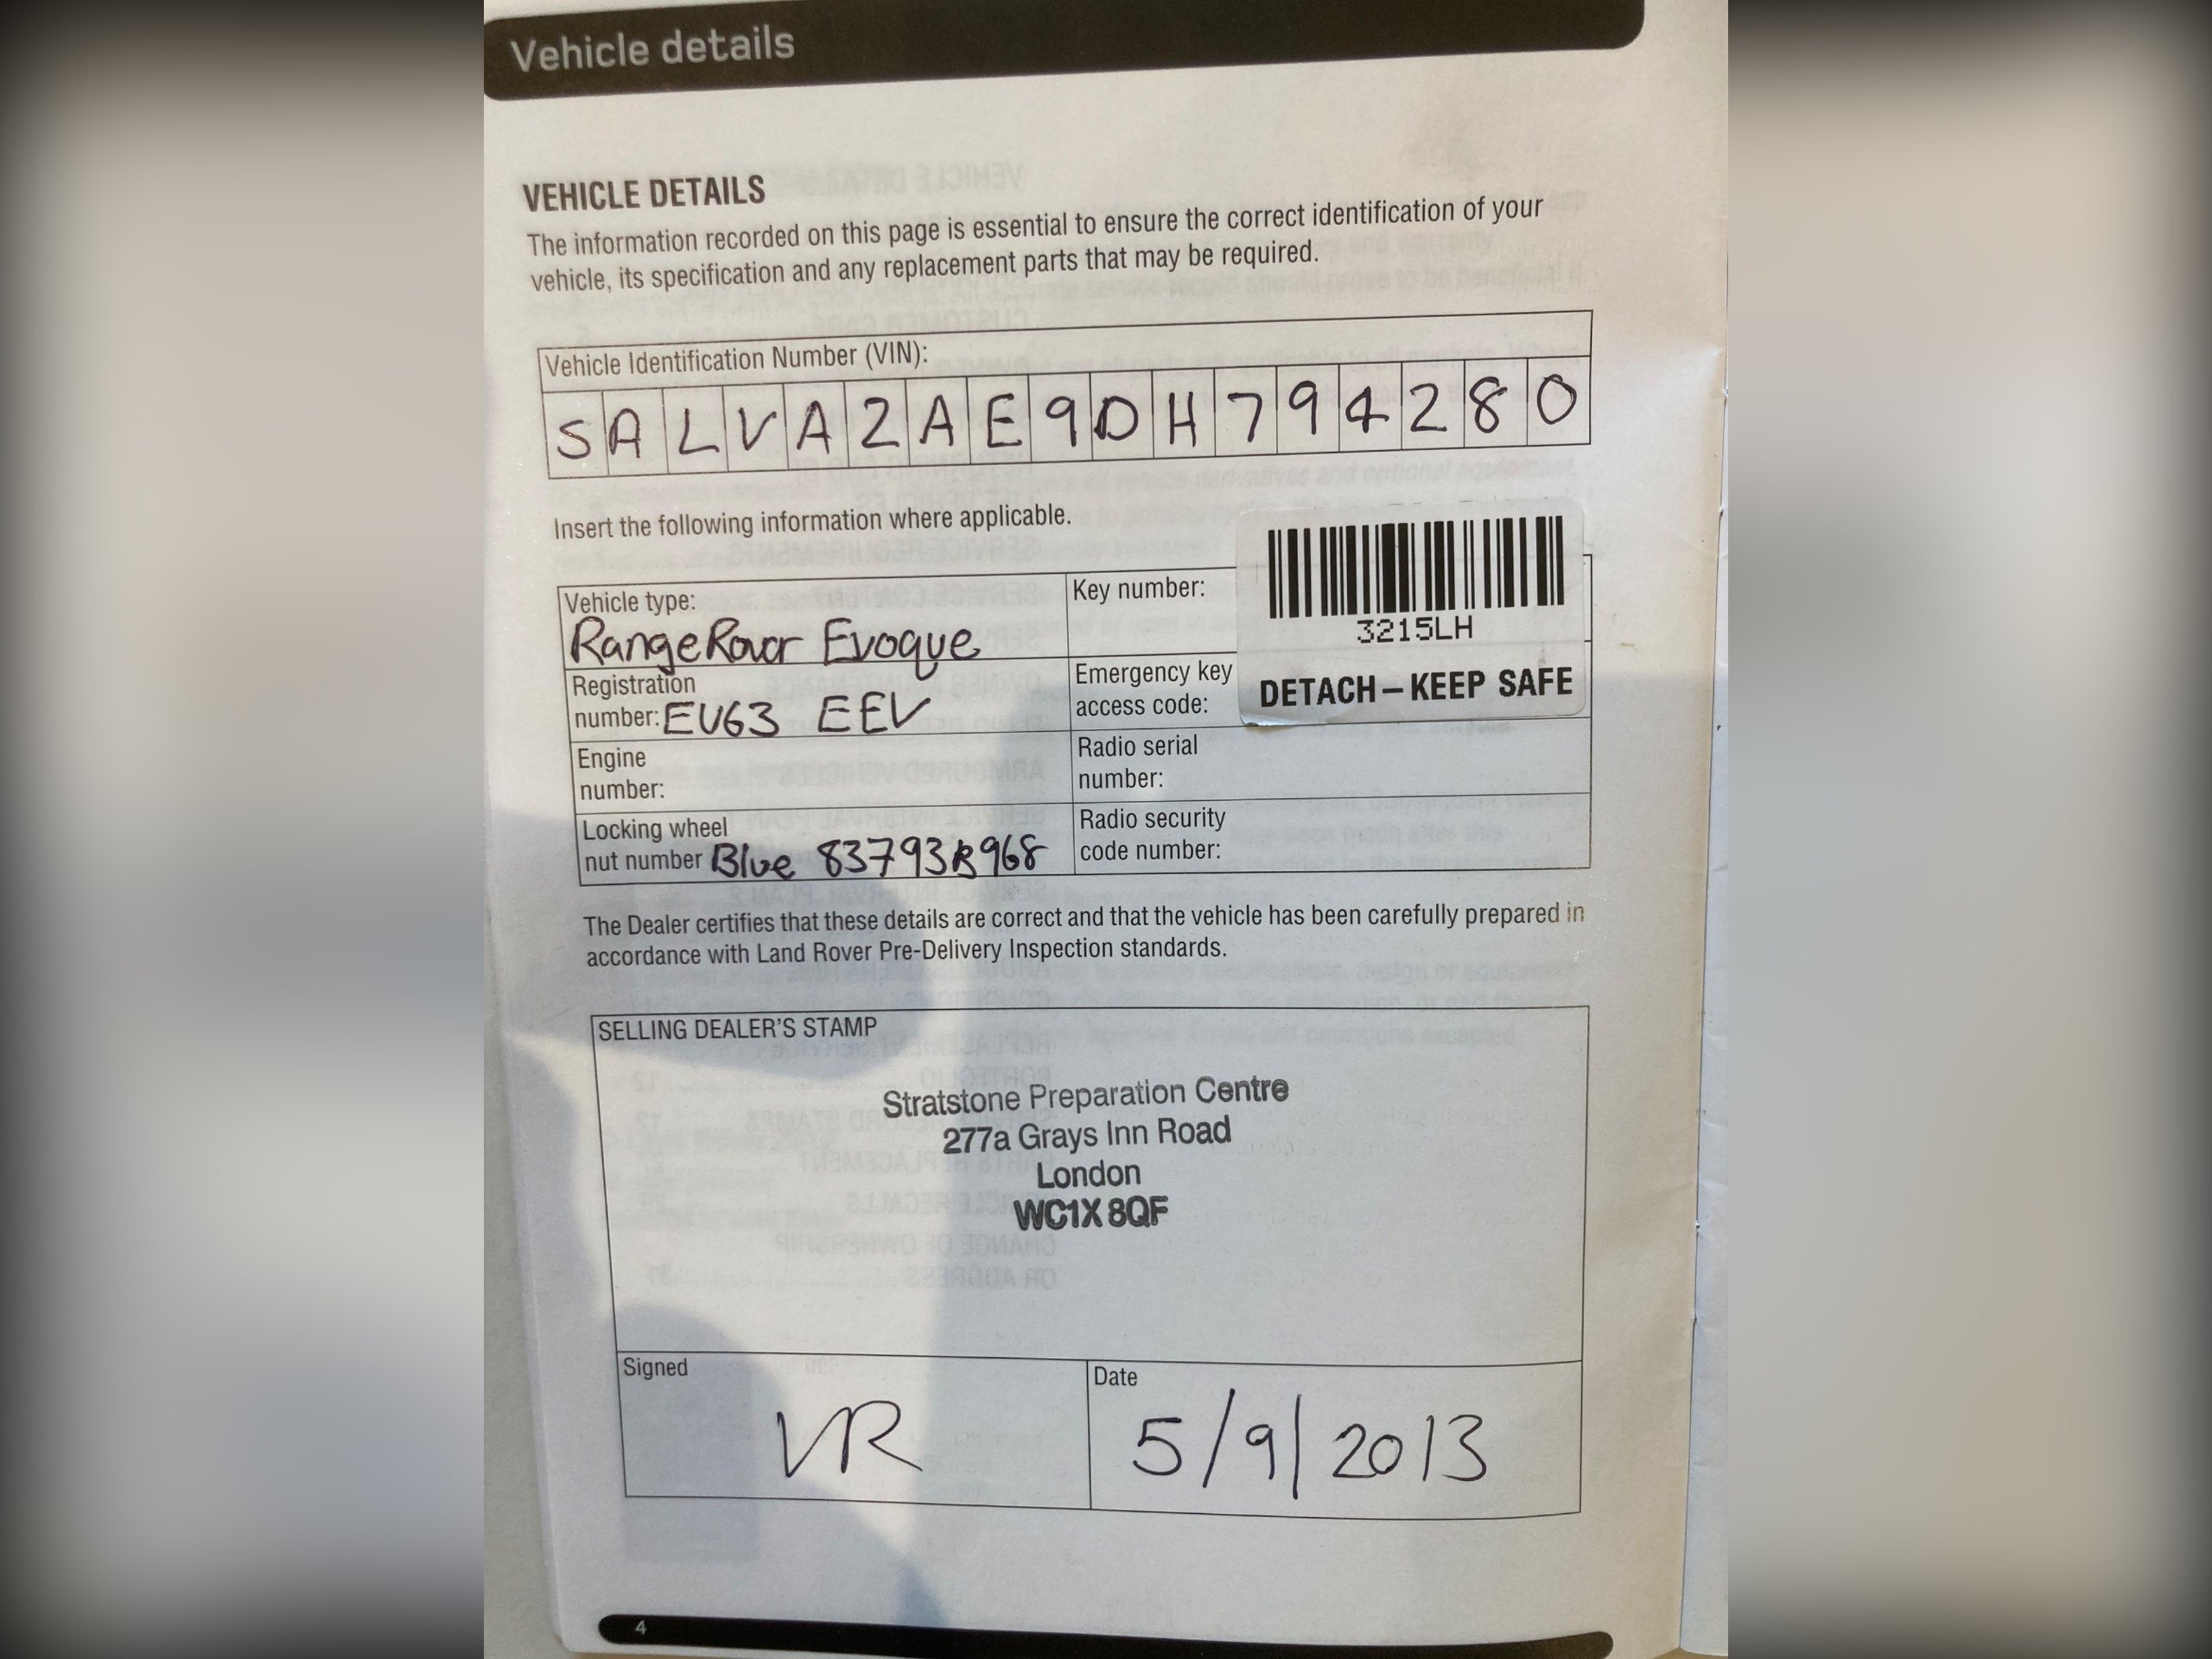 Vehicle details
VEHICLE DETAILS
The information recorded on this page is essential to ensure the correct identification of your
vehicle, its specification and any replacement parts that may be required.
Vehicle Identification Number (VIN):
SALVA2AE9DH794280
Insert the following information where applicable.
Vehicle type:
Range Rover Evoque
Key number:
3215LH
DETACH – KEEP SAFE
Registration
number: EU63 EEV
Emergency key
access code:
Engine
number:
Radio serial
number:
Locking wheel
nut number Blue 83793B968
Radio security
code number:
The Dealer certifies that these details are correct and that the vehicle has been carefully prepared in
accordance with Land Rover Pre-Delivery Inspection standards.
SELLING DEALER'S STAMP
Stratstone Preparation Centre
277a Grays Inn Road
London
WC1X 8QF
Signed
VR
Date
5/9/2013
4